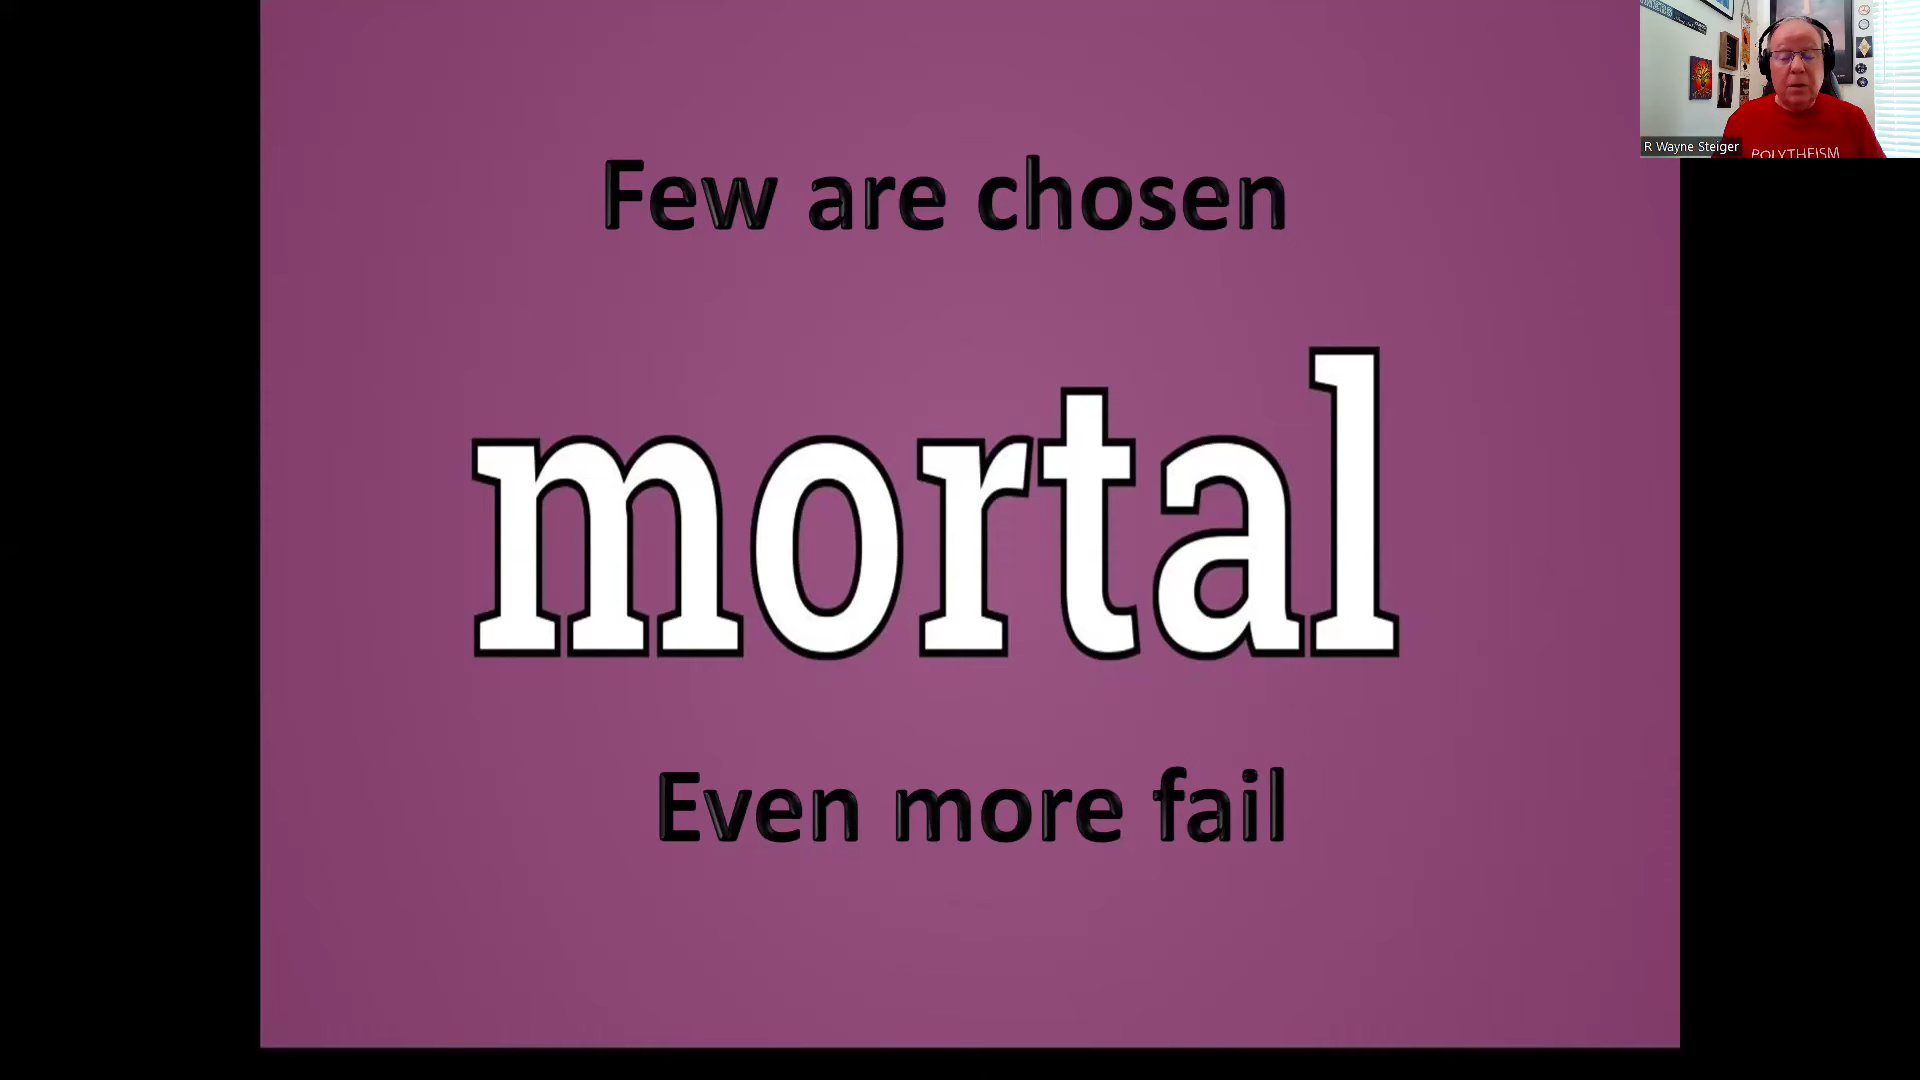 Few are chosen
mortal
Even more fail
R Wayne Steiger
POLYTHEISM